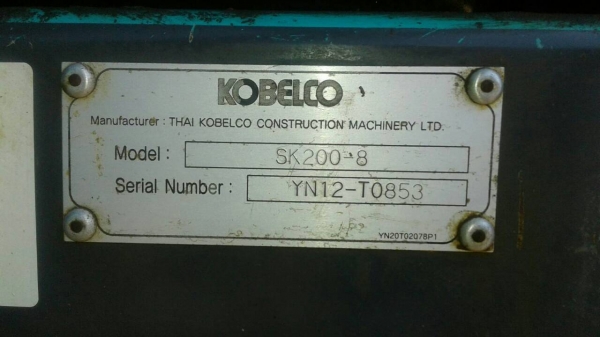 KOBELCO
Manufacturer : THAI KOBELCO CONSTRUCTION MACHINERY LTD.
Model : SK200-8
Serial Number : YN12-T0853
YN20T02078P1